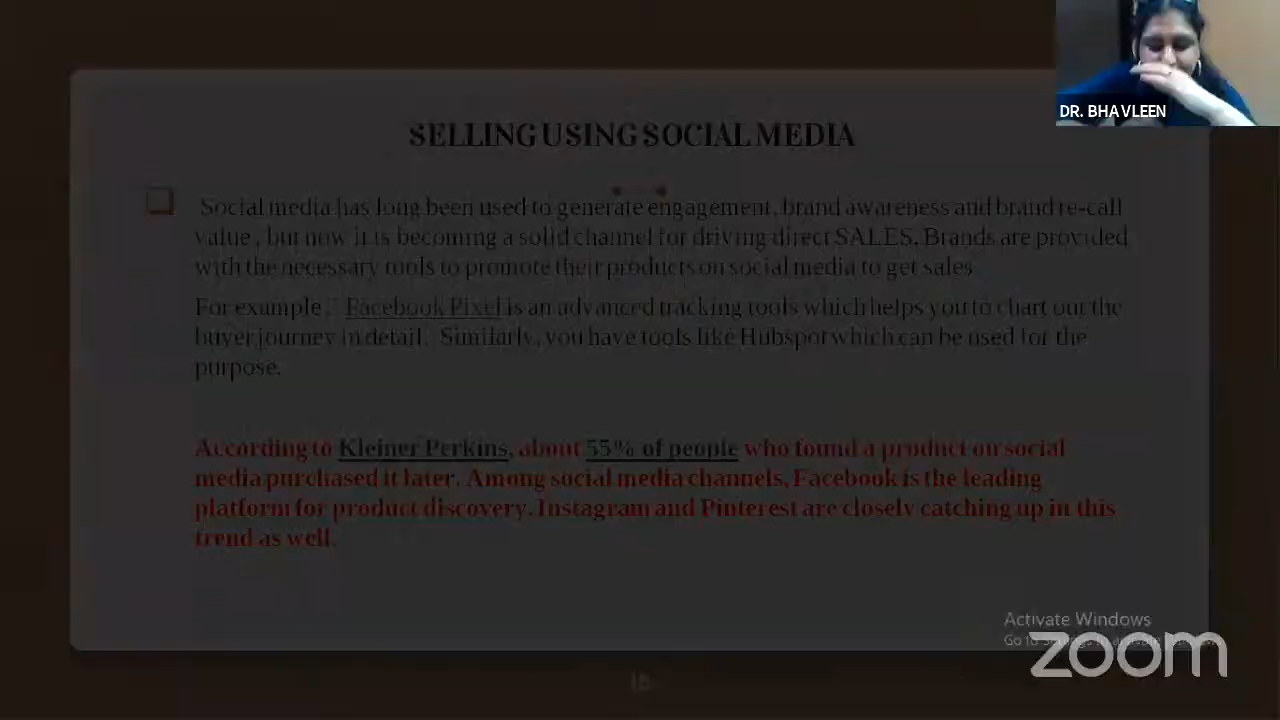 DR. BHAVLEEN
SELLING USING SOCIAL MEDIA
Social media has long been used to generate engagement, brand awareness and brand re-call
value , but now it is becoming a solid channel for driving direct SALES. Brands are provided
with the necessary tools to promote their products on social media to get sales
For example , Facebook Pixel is an advanced tracking tools which helps you to chart out the
buyer journey in detail. Similarly, you have tools like Hubspot which can be used for the
purpose.
According to Kleiner Perkins, about 55% of people who found a product on social
media purchased it later. Among social media channels, Facebook is the leading
platform for product discovery. Instagram and Pinterest are closely catching up in this
trend as well.
Activate Windows
Go to
zoom